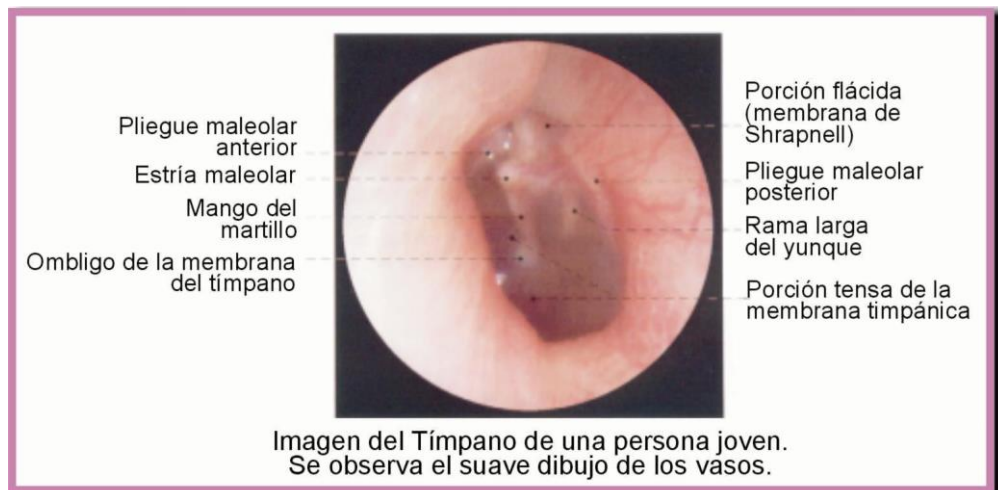 Pliegue maleolar
anterior
Estría maleolar
Mango del
martillo
Ombligo de la membrana
del tímpano
Porción flácida
(membrana de
Shrapnell)
Pliegue maleolar
posterior
Rama larga
del yunque
Porción tensa de la
membrana timpánica
Imagen del Tímpano de una persona joven.
Se observa el suave dibujo de los vasos.